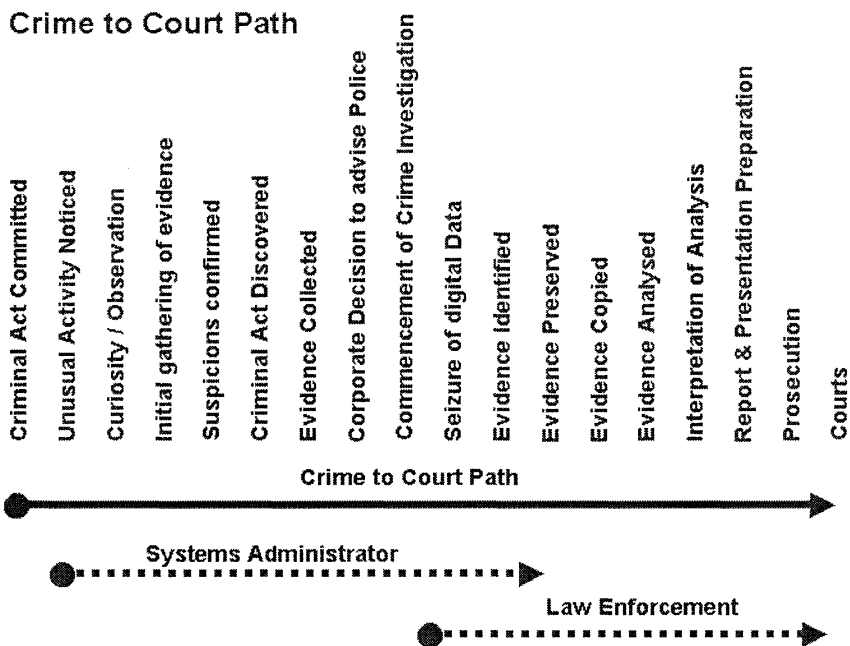 Crime to Court Path
Criminal Act Committed
Unusual Activity Noticed
Curiosity / Observation
Initial gathering of evidence
Suspicions confirmed
Criminal Act Discovered
Evidence Collected
Corporate Decision to advise Police
Commencement of Crime Investigation
Seizure of digital Data
Evidence Identified
Evidence Preserved
Evidence Copied
Evidence Analysed
Interpretation of Analysis
Report & Presentation Preparation
Prosecution
Courts
Crime to Court Path
Systems Administrator
Law Enforcement